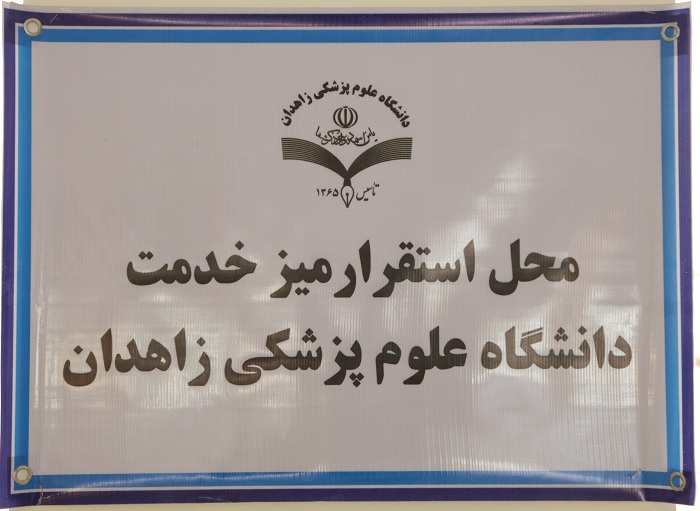 دانشگاه علوم پزشکی زاهدان
تاسیس ۱۳۶۵
محل استقرار میز خدمت
دانشگاه علوم پزشکی زاهدان